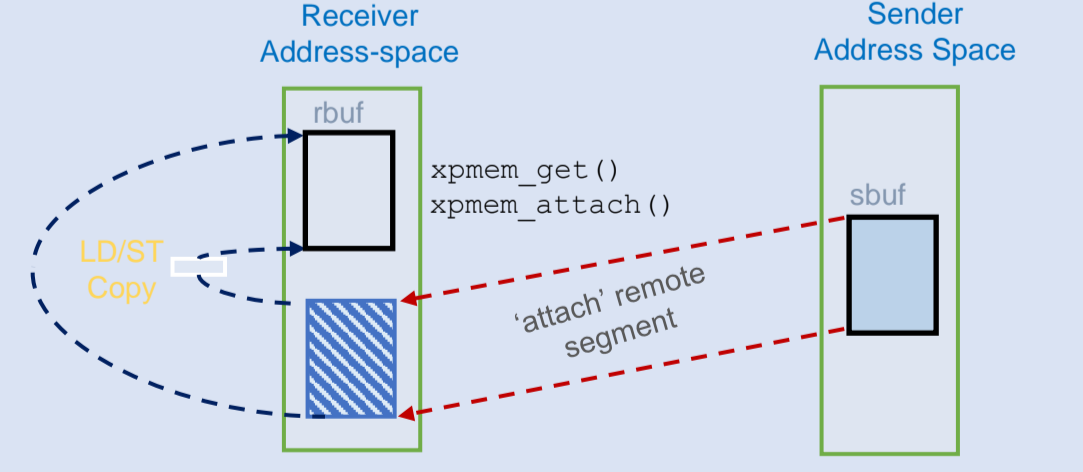 Receiver
Address-space
Sender
Address Space
rbuf
xpmem_get()
xpmem_attach()
sbuf
LD/ST
Copy
‘attach’ remote
segment